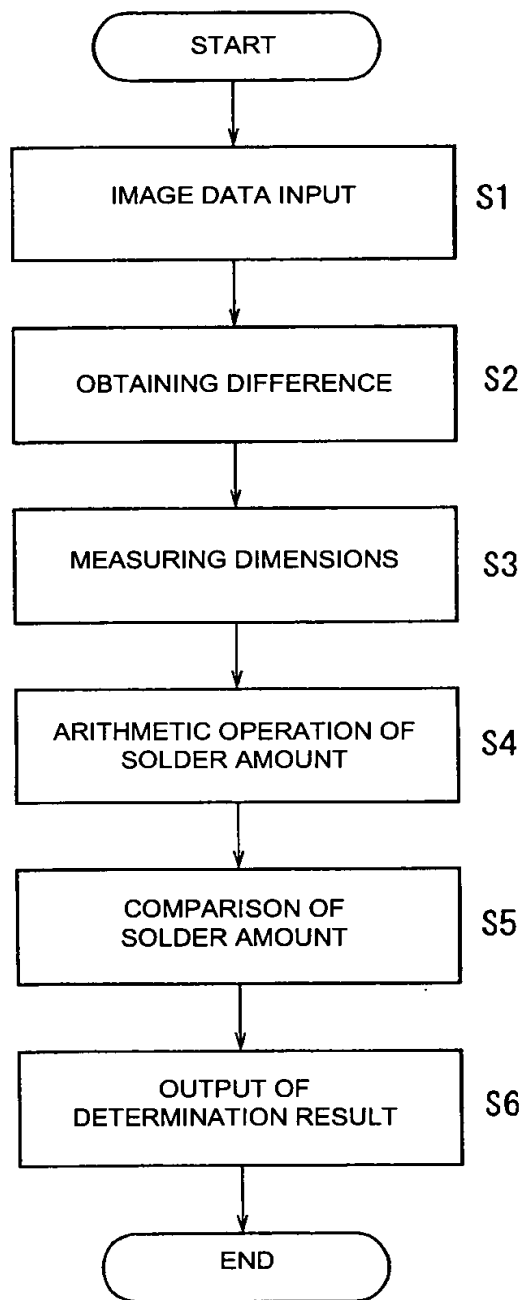 START
IMAGE DATA INPUT
S1
OBTAINING DIFFERENCE
S2
MEASURING DIMENSIONS
S3
ARITHMETIC OPERATION OF
SOLDER AMOUNT
S4
COMPARISON OF
SOLDER AMOUNT
S5
OUTPUT OF
DETERMINATION RESULT
S6
END